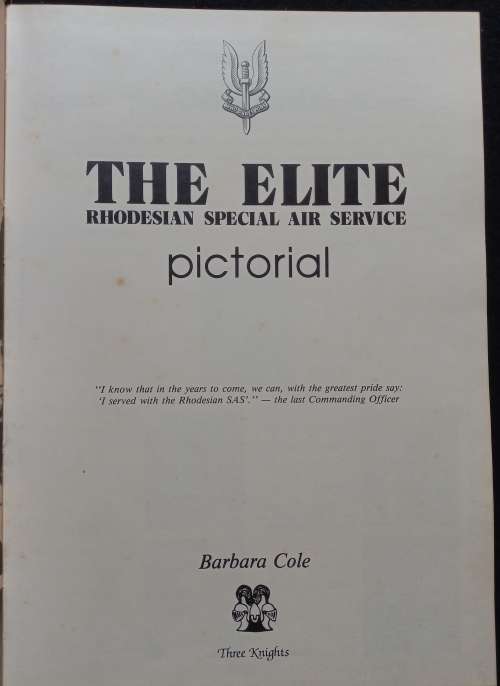 THE ELITE
RHODESIAN SPECIAL AIR SERVICE
pictorial
"I know that in the years to come, we can, with the greatest pride say:
'I served with the Rhodesian SAS'." — the last Commanding Officer
Barbara Cole
Three Knights